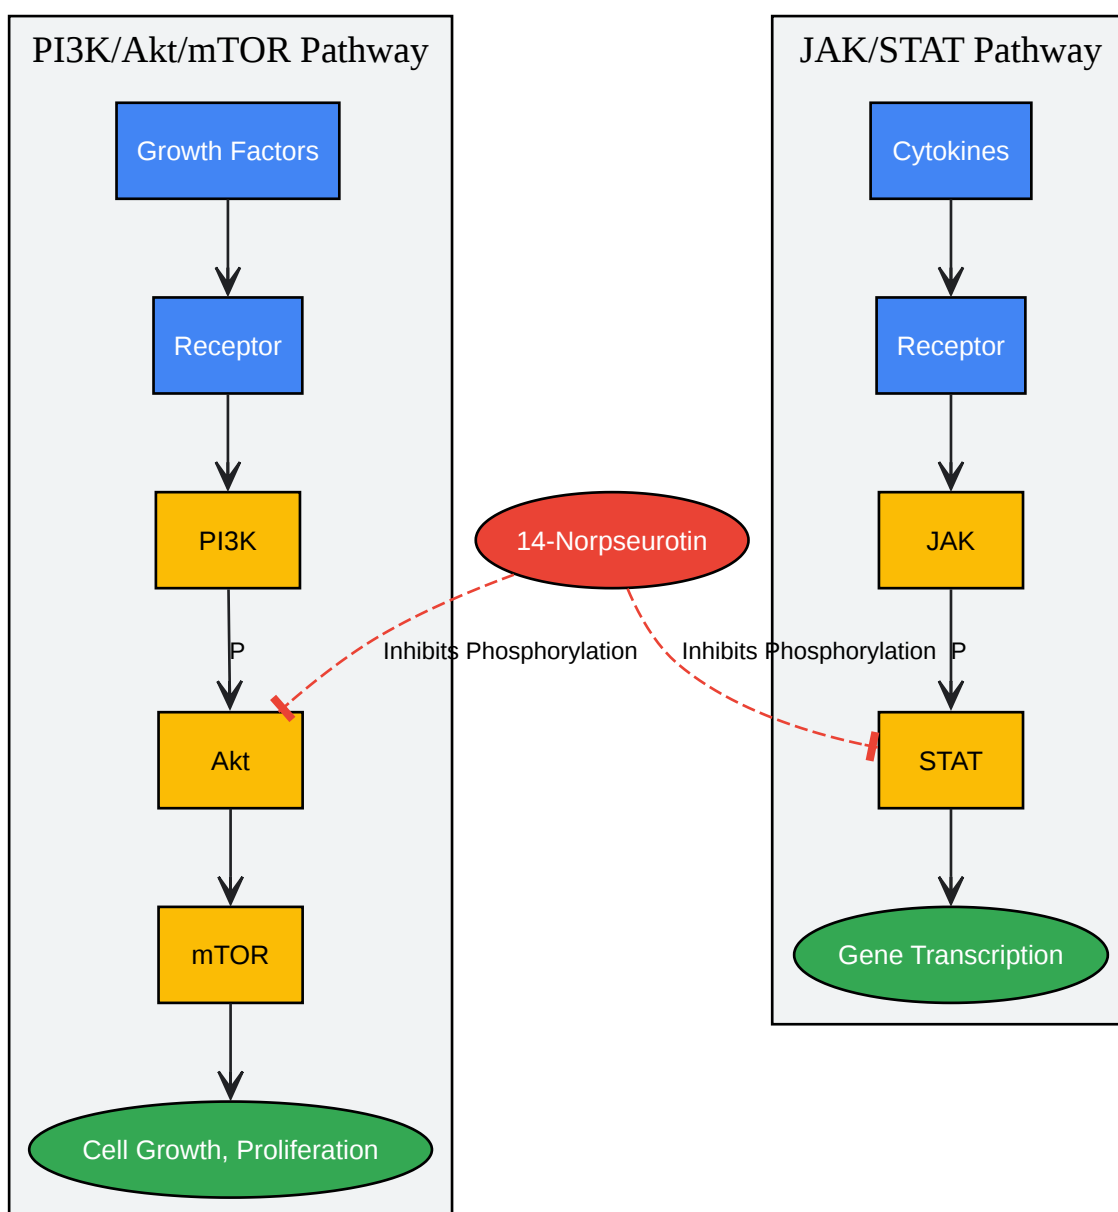 PI3K/Akt/mTOR Pathway
Growth Factors
Receptor
PI3K
P
Akt
mTOR
Cell Growth, Proliferation
14-Norpseurotin
Inhibits Phosphorylation
Inhibits Phosphorylation
JAK/STAT Pathway
Cytokines
Receptor
JAK
P
STAT
Gene Transcription